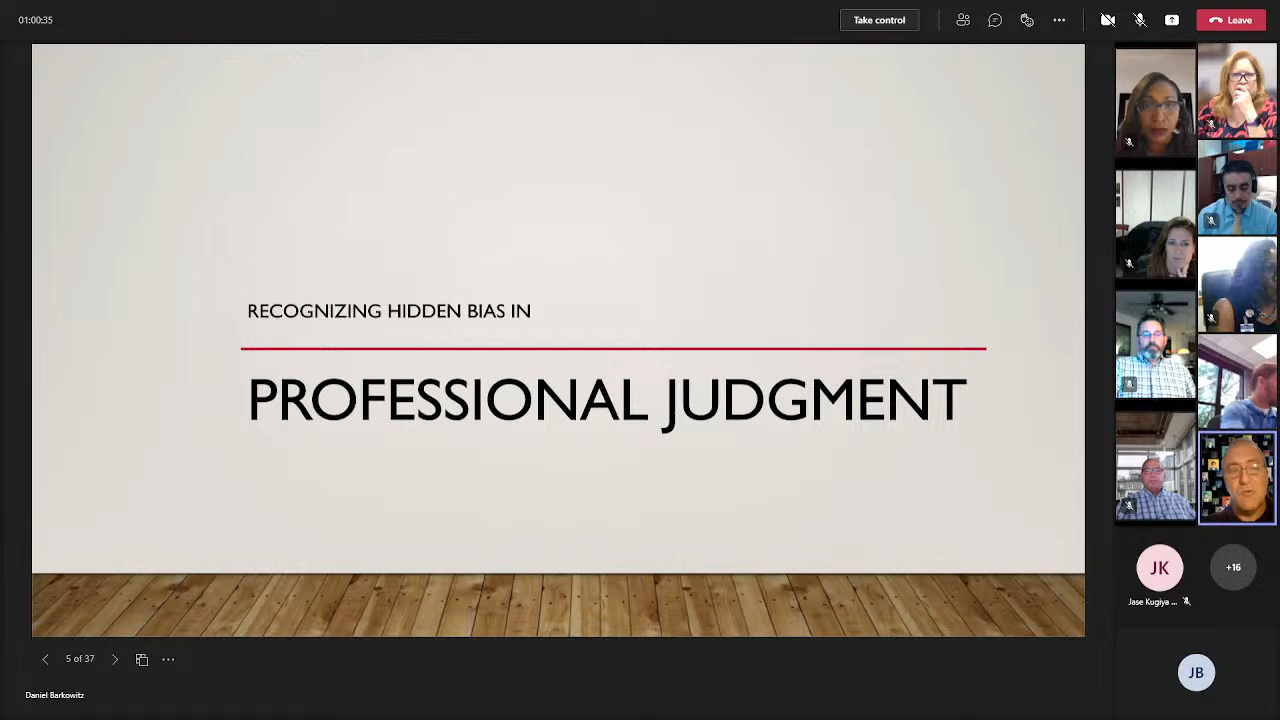 01:00:35
Take control
Leave
RECOGNIZING HIDDEN BIAS IN
PROFESSIONAL JUDGMENT
JK
+16
Jase Kugiya ...
5 of 37
JB
Daniel Barkowitz